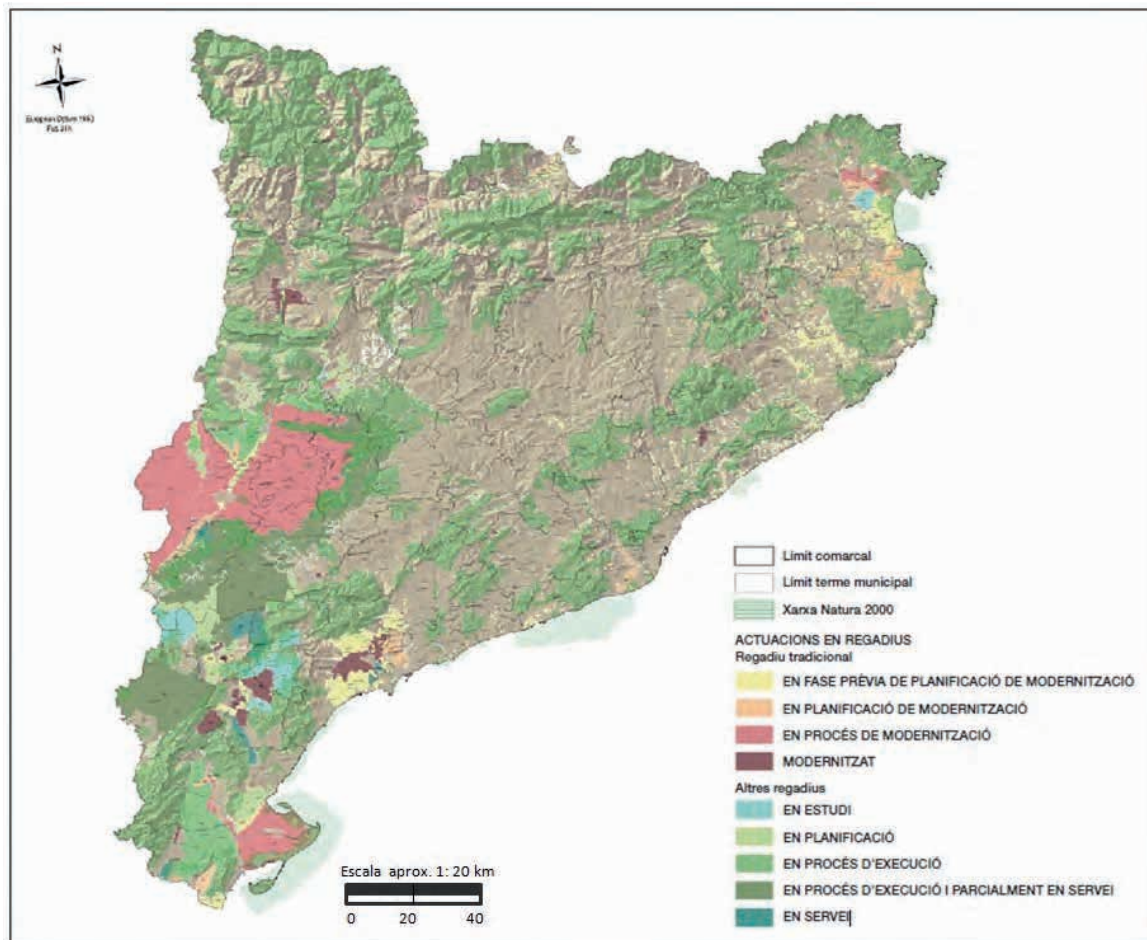 N
Límit comarcal
Límit terme municipal
Xarxa Natura 2000
ACTUACIONS EN REGADIUS
Regadiu tradicional
EN FASE PRÈVIA DE PLANIFICACIÓ DE MODERNITZACIÓ
EN PLANIFICACIÓ DE MODERNITZACIÓ
EN PROCÉS DE MODERNITZACIÓ
MODERNITZAT
Altres regadius
EN ESTUDI
EN PLANIFICACIÓ
EN PROCÉS D'EXECUCIÓ
EN PROCÉS D'EXECUCIÓ I PARCIALMENT EN SERVEI
EN SERVEI
Escala aprox. 1: 20 km
0 20 40